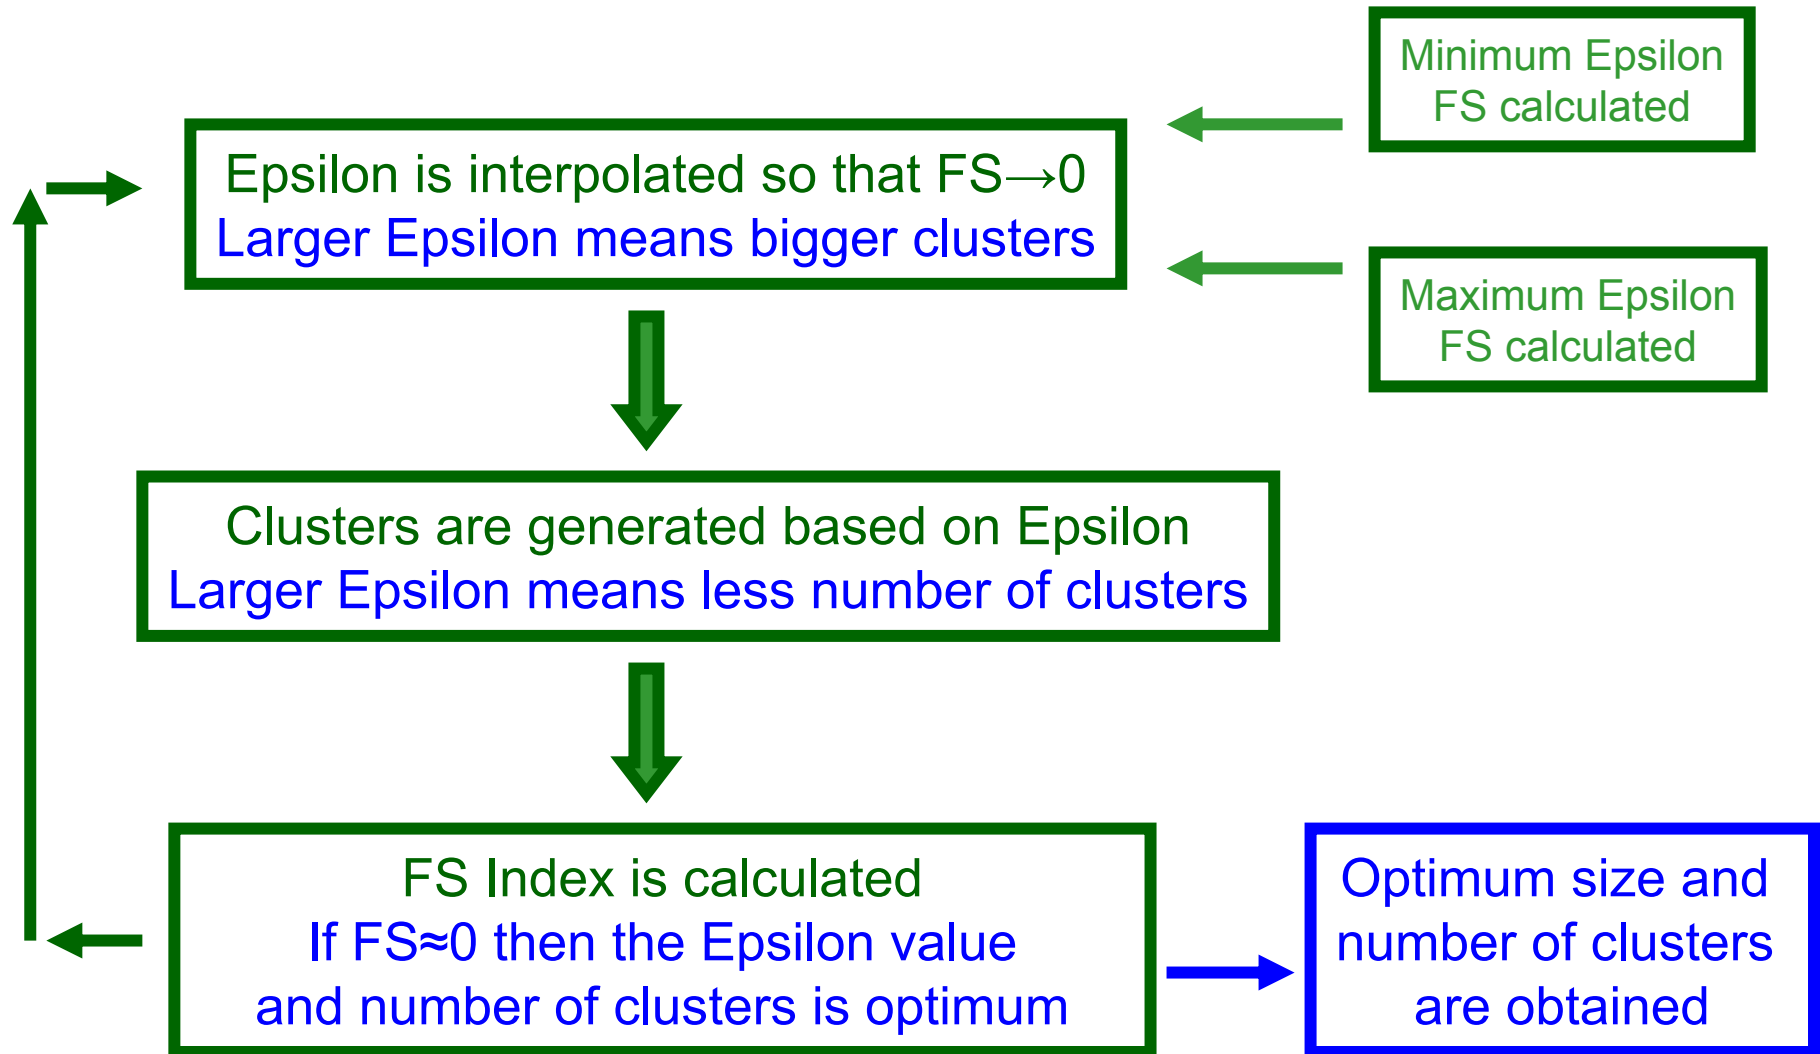 Minimum Epsilon
FS calculated
Epsilon is interpolated so that FS→0
Larger Epsilon means bigger clusters
Maximum Epsilon
FS calculated
Clusters are generated based on Epsilon
Larger Epsilon means less number of clusters
FS Index is calculated
If FS≈0 then the Epsilon value
and number of clusters is optimum
Optimum size and
number of clusters
are obtained